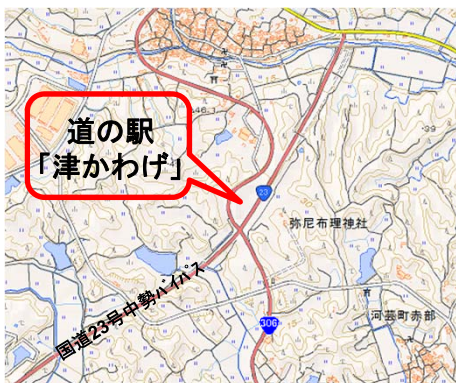 道の駅
「津かわげ」
46.1
39
23
弥尼布理神社
国道23号中勢バイパス
306
河芸町赤部